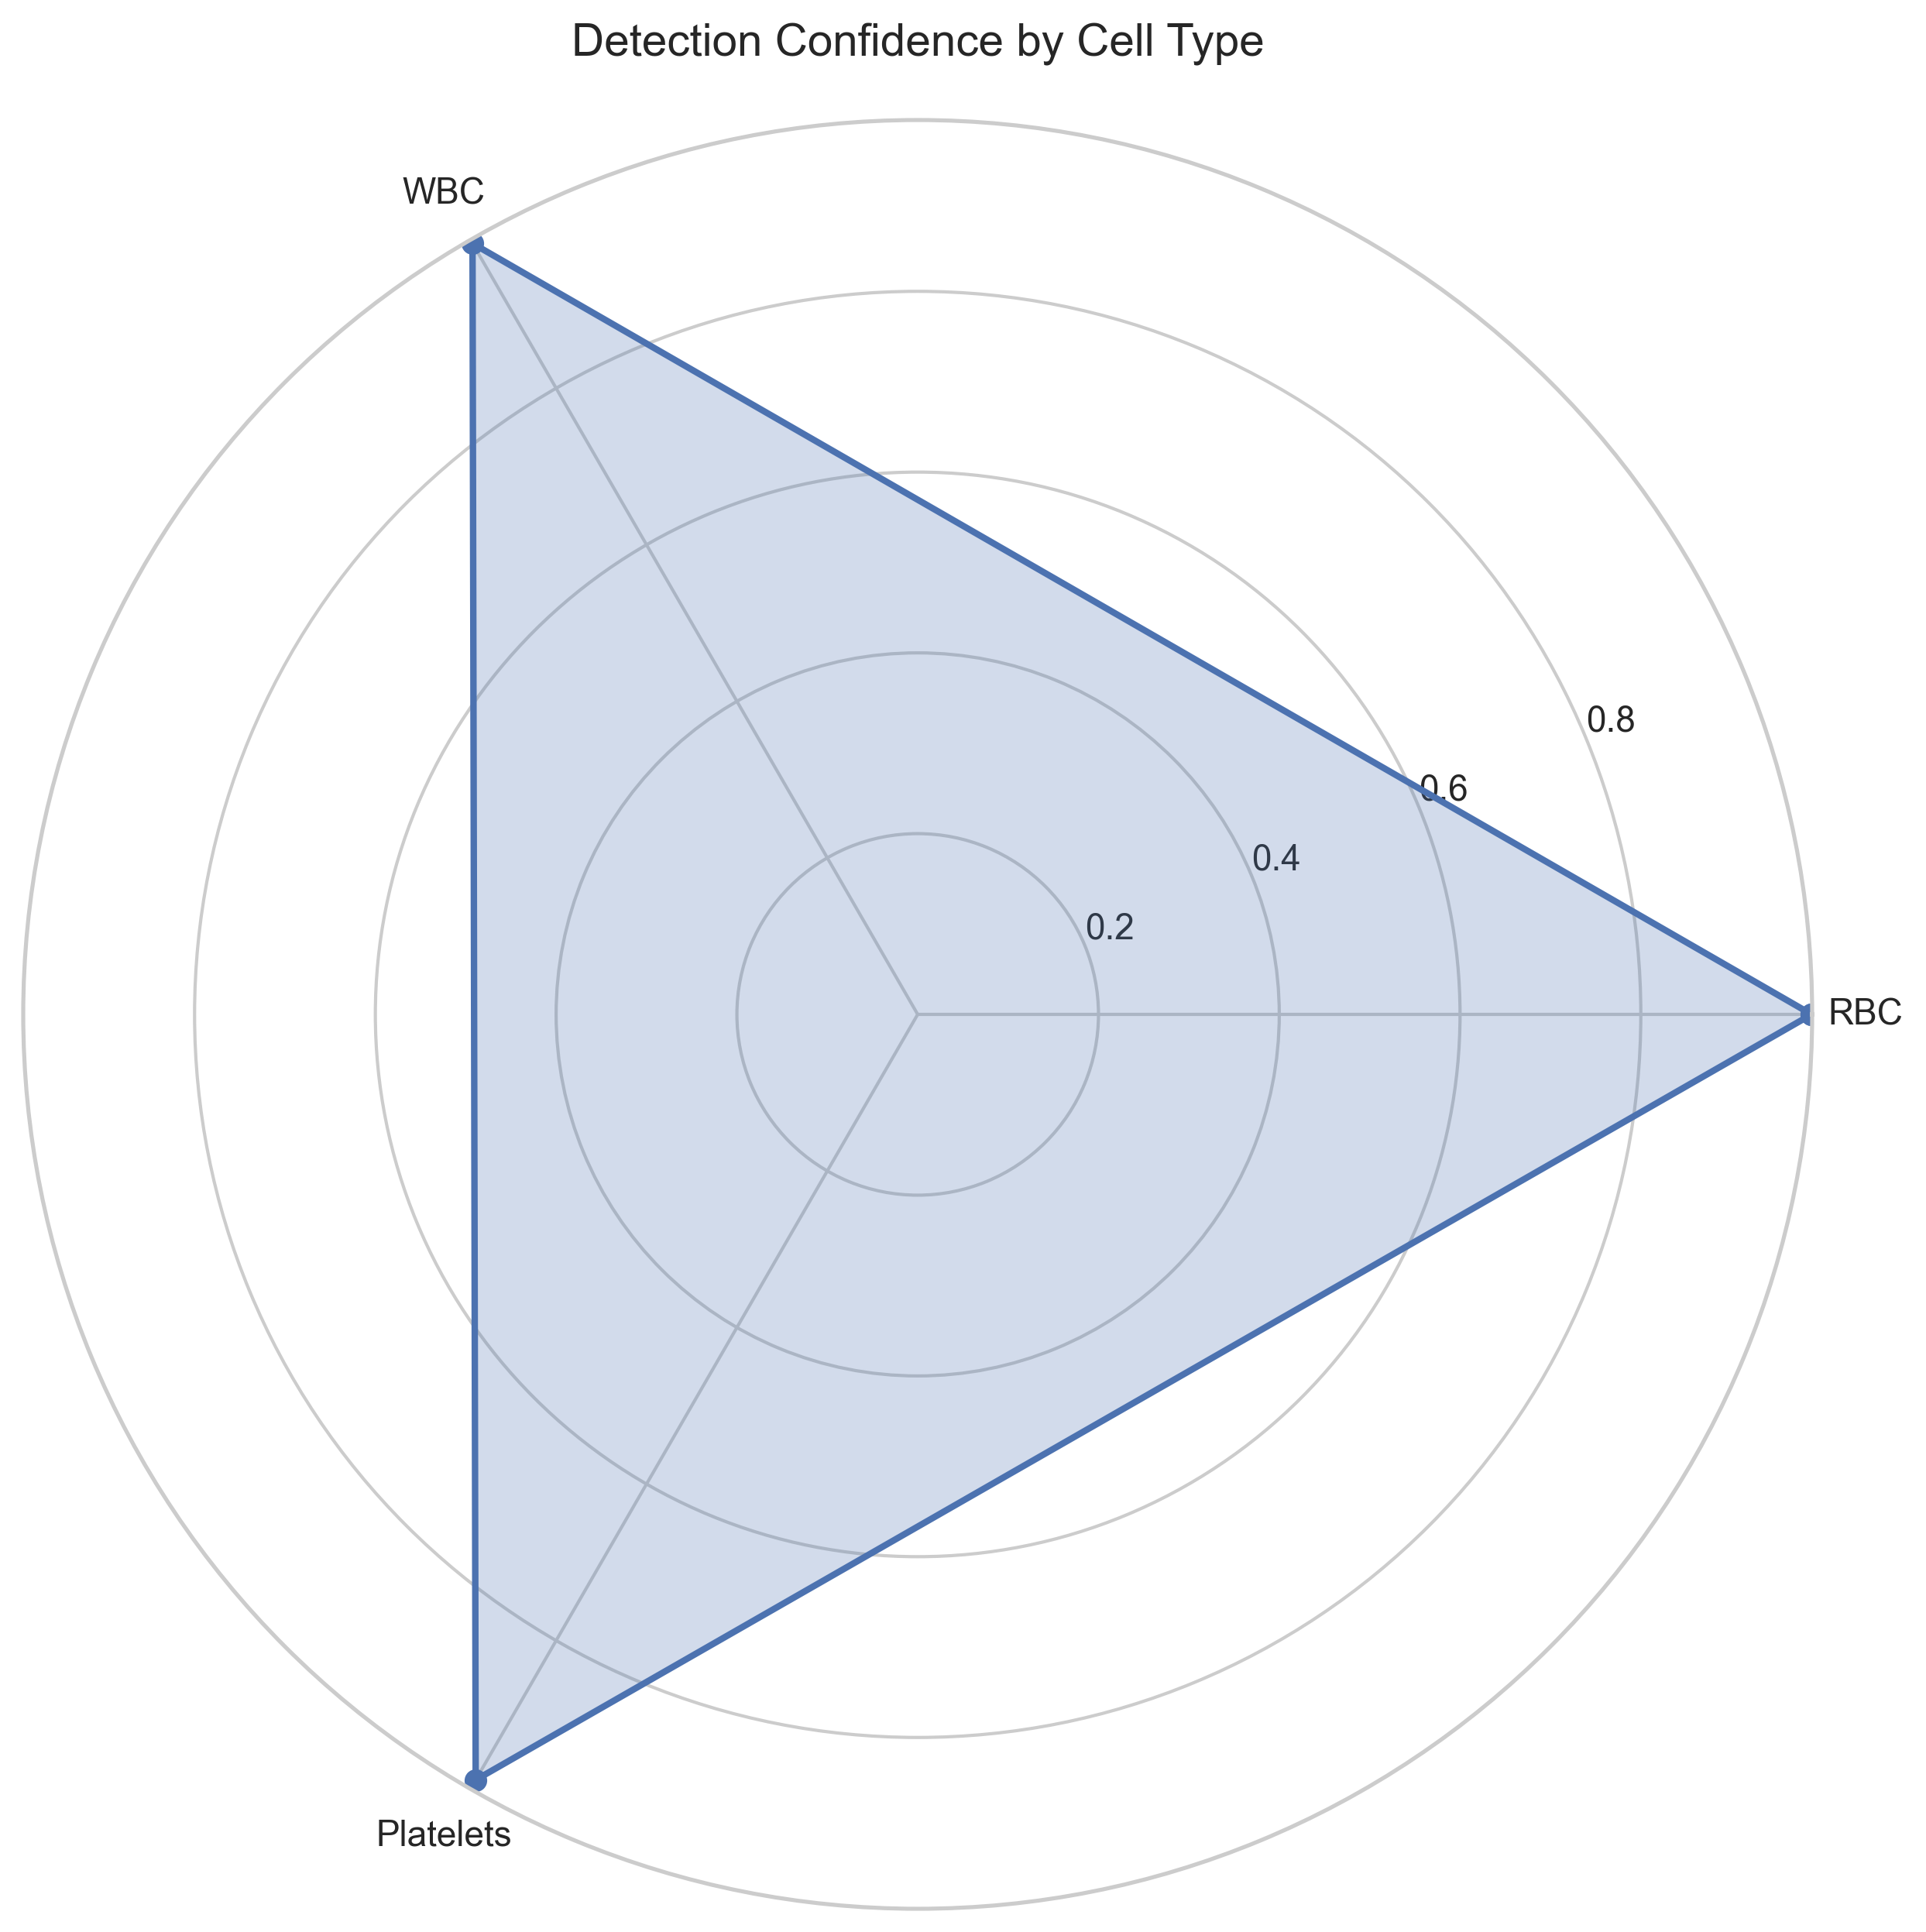 Detection Confidence by Cell Type
WBC
0.8
0.6
0.4
0.2
RBC
Platelets